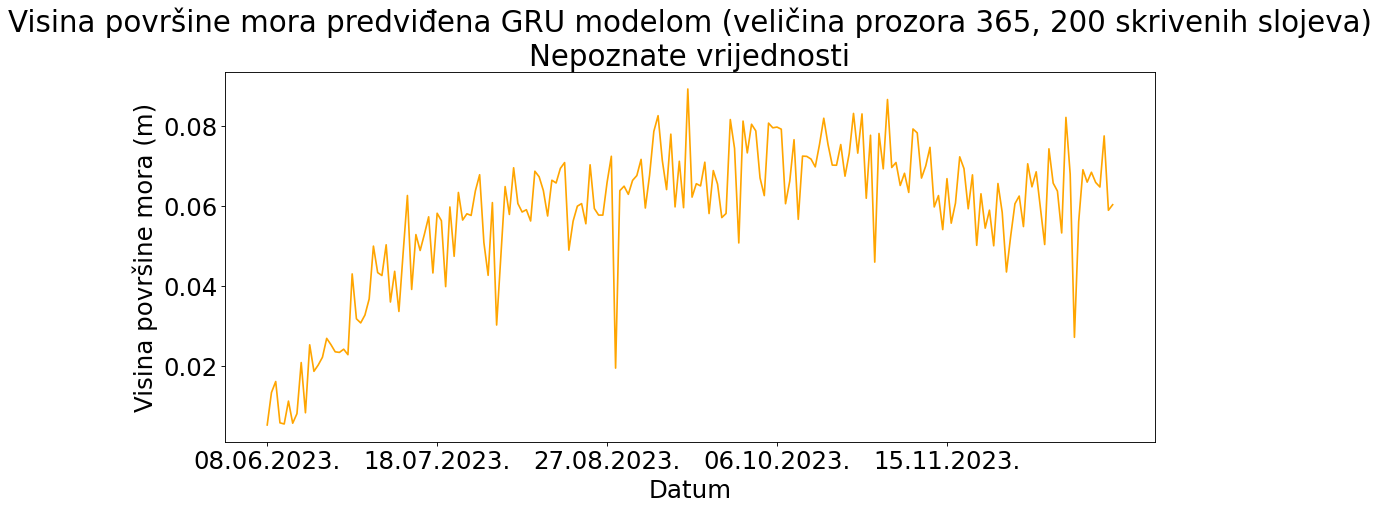 Visina površine mora predviđena GRU modelom (veličina prozora 365, 200 skrivenih slojeva)
Nepoznate vrijednosti
Visina površine mora (m)
0.08
0.06
0.04
0.02
08.06.2023. 18.07.2023. 27.08.2023. 06.10.2023. 15.11.2023.
Datum